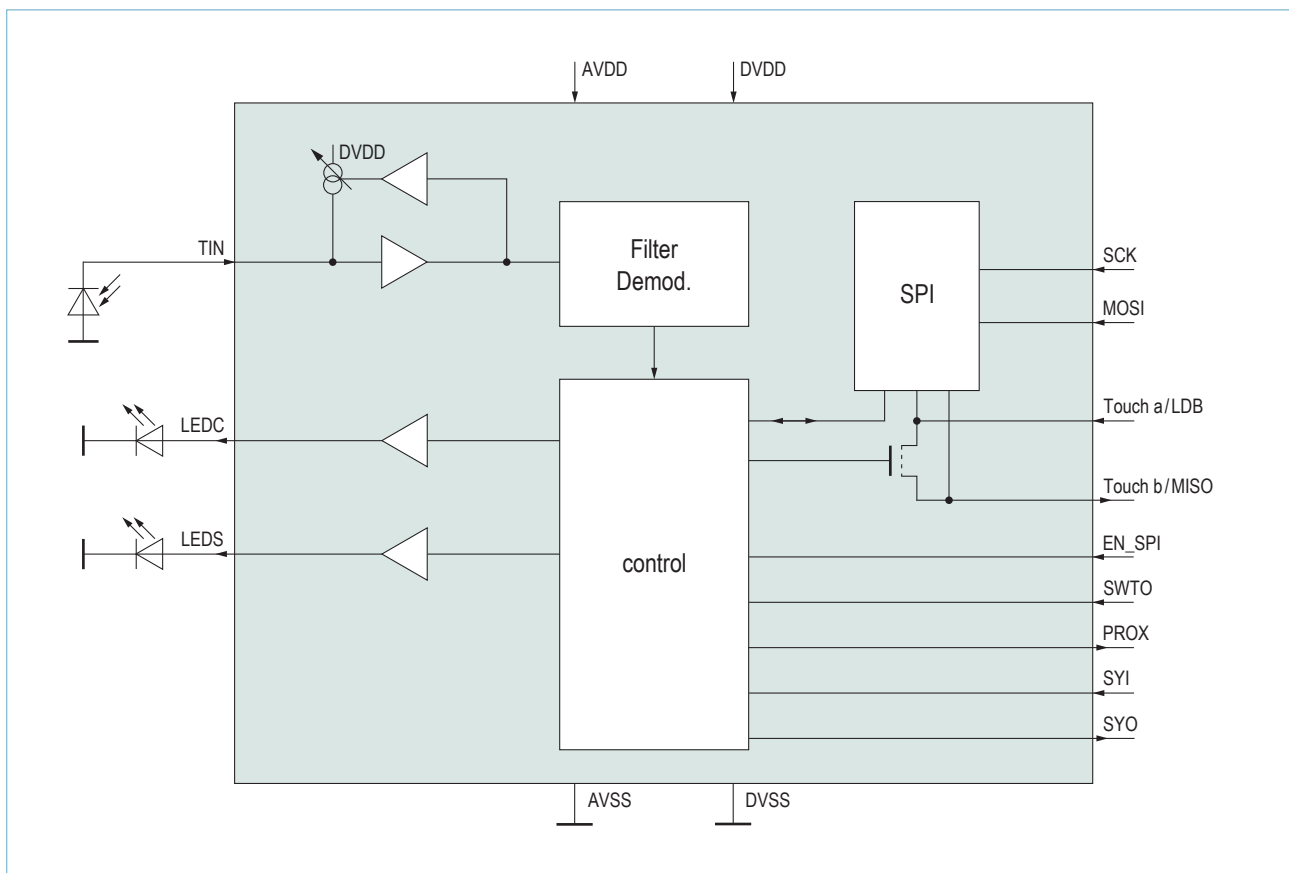 AVDD
DVDD
DVDD
TIN
Filter
Demod.
SPI
SCK
MOSI
Touch a/LDB
LEDC
Touch b/MISO
LEDS
control
EN_SPI
SWTO
PROX
SYI
SYO
AVSS
DVSS